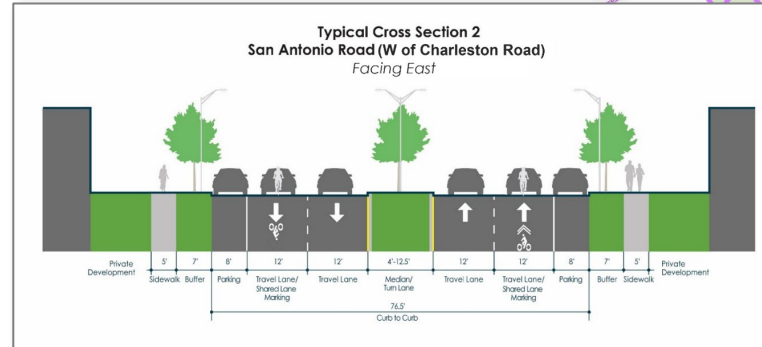 Typical Cross Section 2
San Antonio Road (W of Charleston Road)
Facing East
Private
Development
5'
Sidewalk
7'
Buffer
8'
Parking
12'
Travel Lane/
Shared Lane
Marking
12'
Travel Lane
4'-12.5'
Median/
Turn Lane
12'
Travel Lane
12'
Travel Lane/
Shared Lane
Marking
8'
Parking
7'
Buffer
5'
Sidewalk
Private
Development
76.5'
Curb to Curb